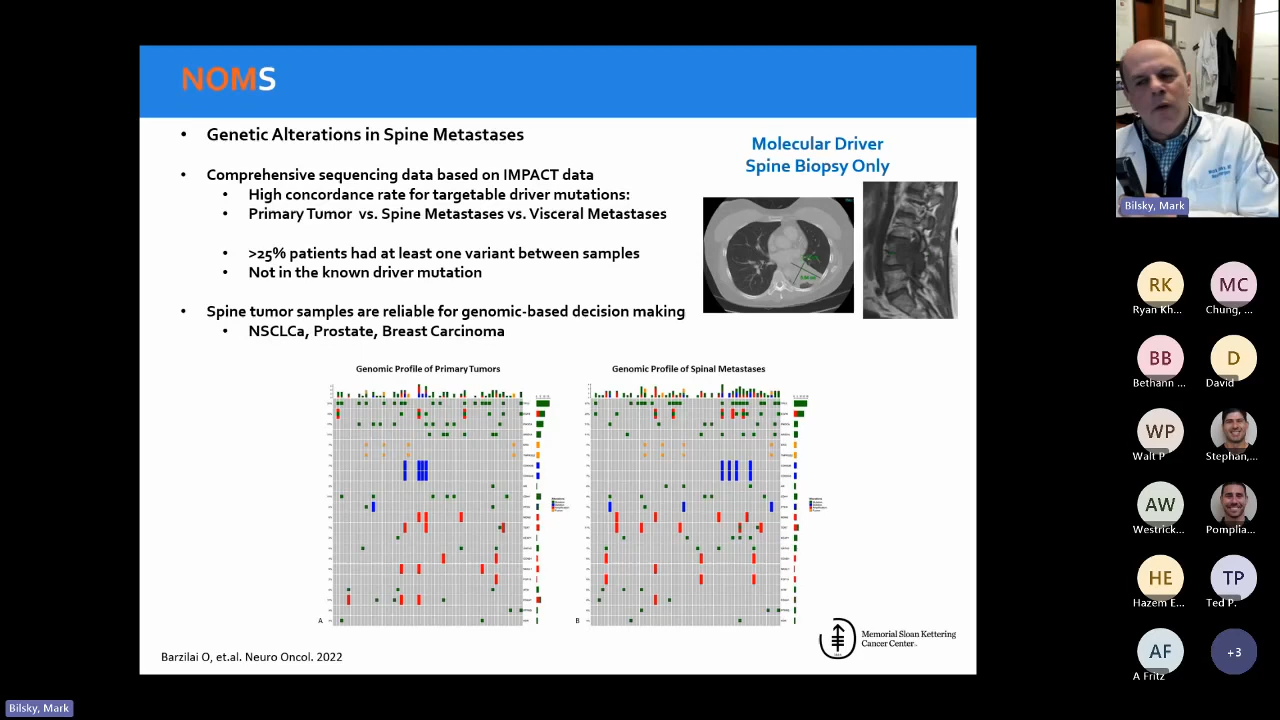 NOMS
• Genetic Alterations in Spine Metastases
• Comprehensive sequencing data based on IMPACT data
• High concordance rate for targetable driver mutations:
• Primary Tumor vs. Spine Metastases vs. Visceral Metastases
• >25% patients had at least one variant between samples
• Not in the known driver mutation
• Spine tumor samples are reliable for genomic-based decision making
• NSCLCa, Prostate, Breast Carcinoma
Molecular Driver
Spine Biopsy Only
Genomic Profile of Primary Tumors
Genomic Profile of Spinal Metastases
A
B
Memorial Sloan Kettering
Cancer Center
Barzilai O, et.al. Neuro Oncol. 2022
Bilsky, Mark
RK
Ryan Kh...
MC
Chung, ...
BB
Bethann ...
D
David
WP
Walt P
Stephan,...
AW
Westrick...
Pomplia...
HE
Hazem E...
TP
Ted P.
AF
A Fritz
+3
Bilsky, Mark